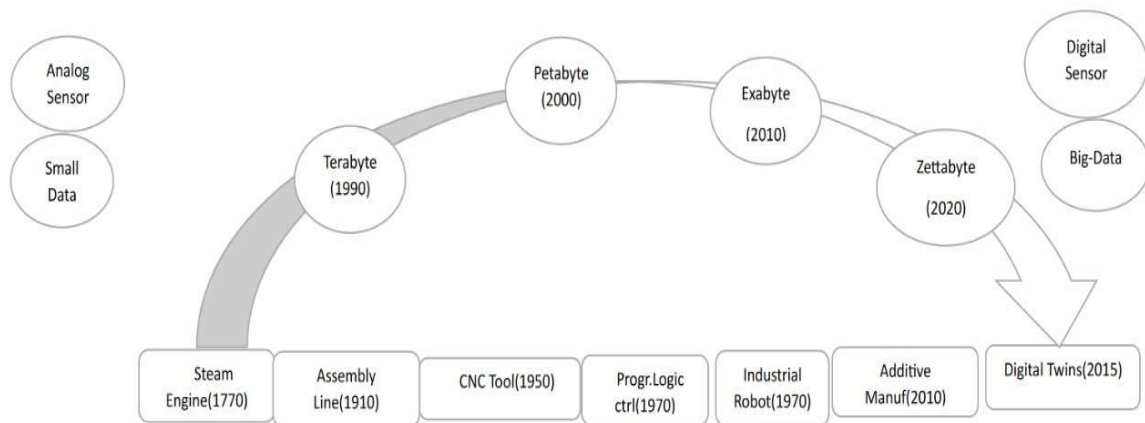 Analog
Sensor
Small
Data
Terabyte
(1990)
Petabyte
(2000)
Exabyte
(2010)
Zettabyte
(2020)
Digital
Sensor
Big-Data
Steam
Engine(1770)
Assembly
Line(1910)
CNC Tool(1950)
Progr.Logic
ctrl(1970)
Industrial
Robot(1970)
Additive
Manuf(2010)
Digital Twins(2015)